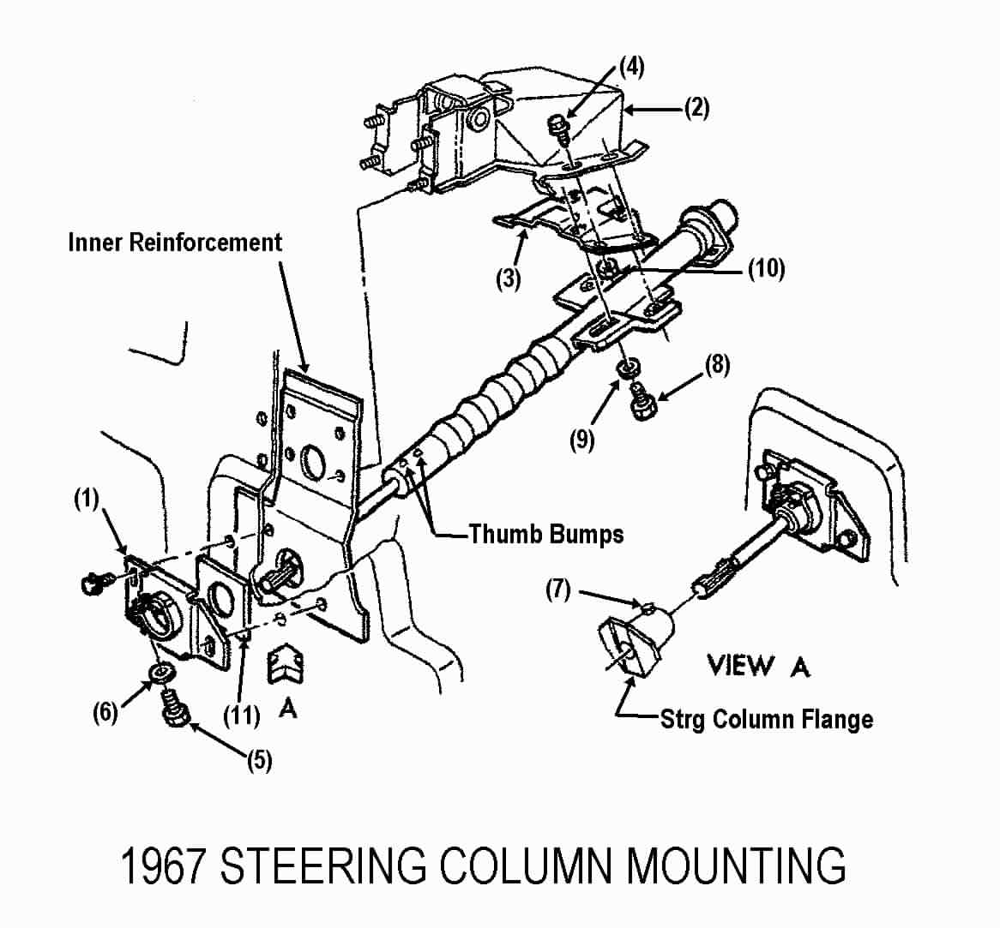 (4)
(2)
Inner Reinforcement
(3)
(10)
(8)
(9)
(1)
Thumb Bumps
(7)
VIEW A
(6)
(11)
A
Strg Column Flange
(5)
1967 STEERING COLUMN MOUNTING